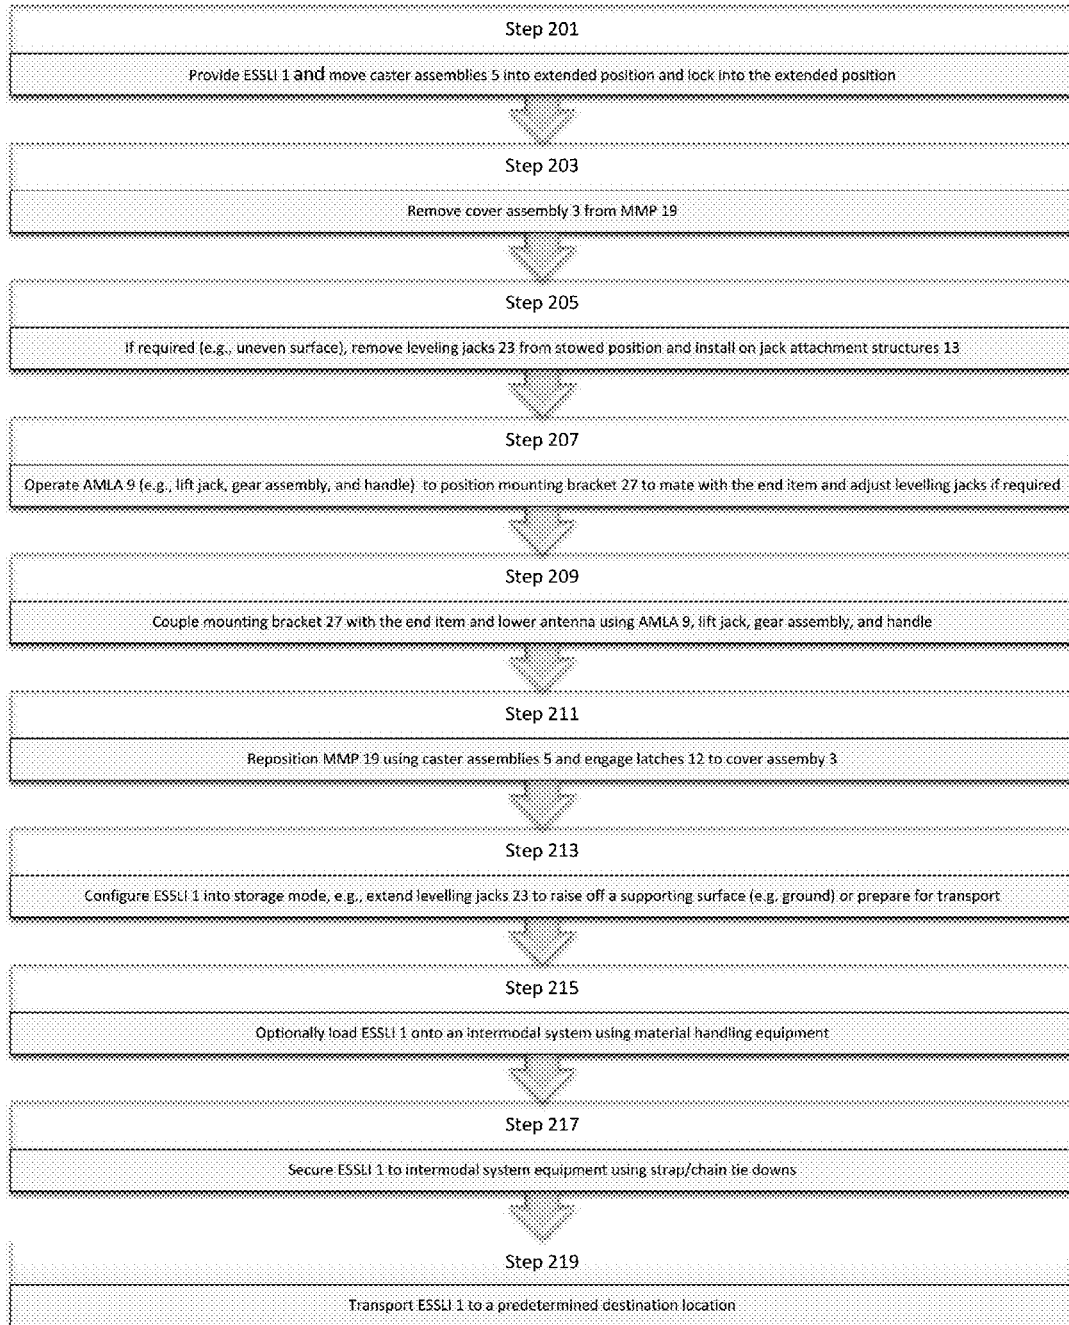 Step 201
Provide ESSLI 1 and move caster assemblies 5 into extended position and lock into the extended position
Step 203
Remove cover assembly 3 from MMP 19
Step 205
If required (e.g., uneven surface), remove leveling jacks 23 from stowed position and install on jack attachment structures 13
Step 207
Operate AMLA 9 (e.g., lift jack, gear assembly, and handle) to position mounting bracket 27 to mate with the end item and adjust levelling jacks if required
Step 209
Couple mounting bracket 27 with the end item and lower antenna using AMLA 9, lift jack, gear assembly, and handle
Step 211
Reposition MMP 19 using caster assemblies 5 and engage latches 12 to cover assemby 3
Step 213
Configure ESSLI 1 into storage mode, e.g., extend levelling jacks 23 to raise off a supporting surface (e.g. ground) or prepare for transport
Step 215
Optionally load ESSLI 1 onto an intermodal system using material handling equipment
Step 217
Secure ESSLI 1 to intermodal system equipment using strap/chain tie downs
Step 219
Transport ESSLI 1 to a predetermined destination location